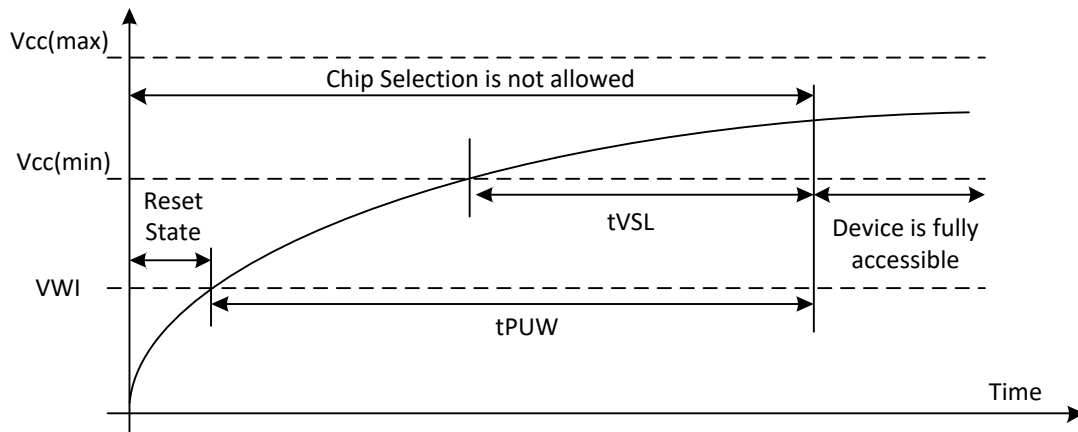 Vcc(max)
Chip Selection is not allowed
Vcc(min)
Reset
State
tVSL
Device is fully
accessible
VWI
tPUW
Time